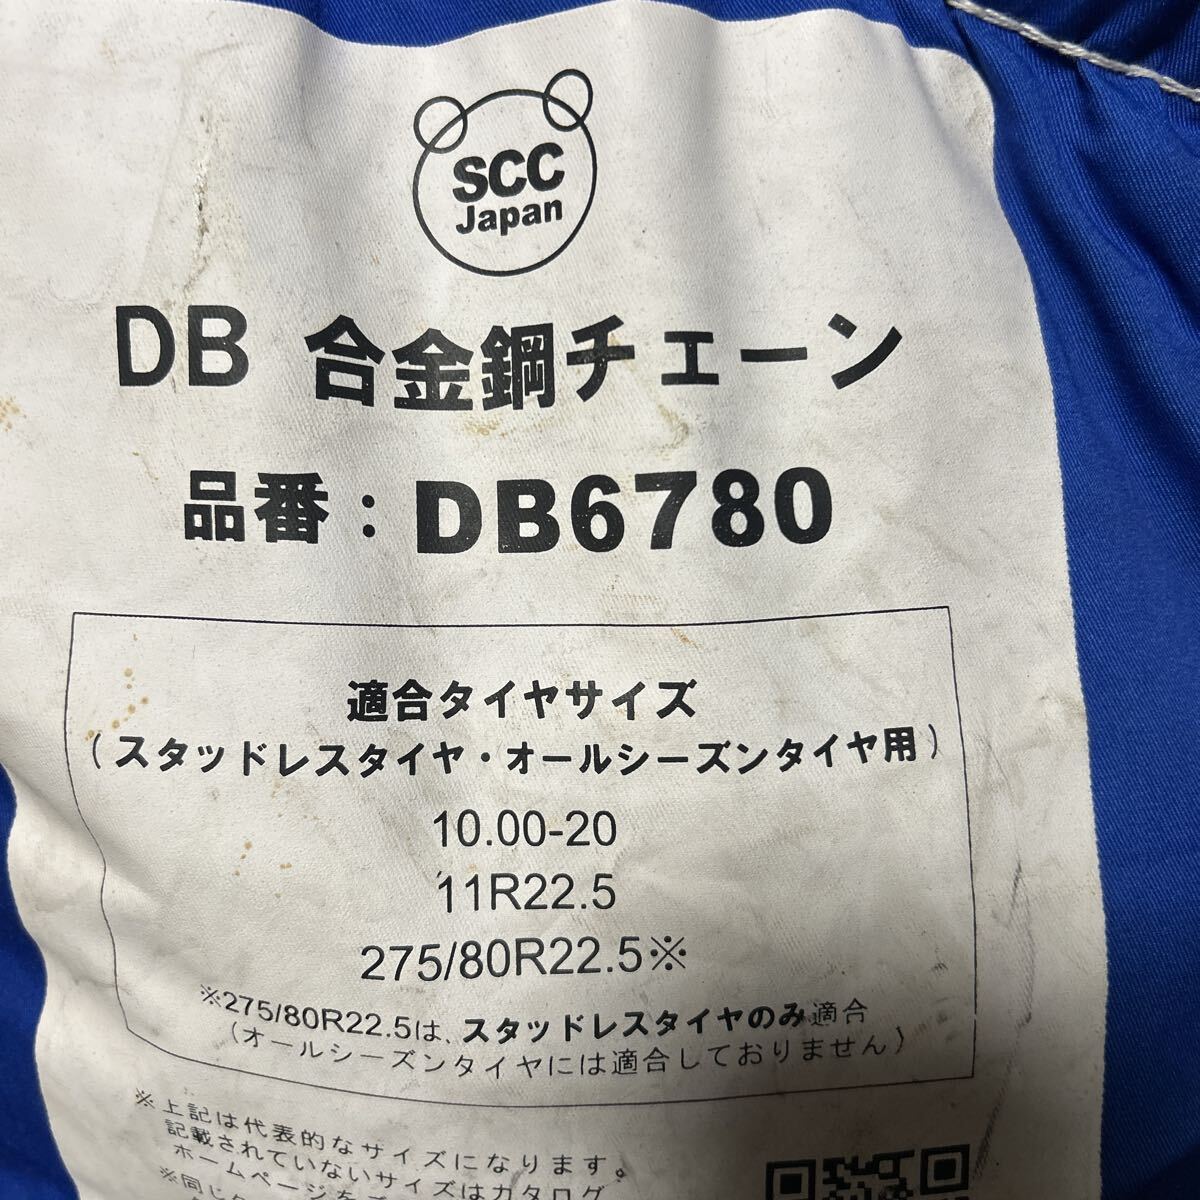 SCC
Japan
DB 合金鋼チェーン
品番：DB6780
適合タイヤサイズ
（スタッドレスタイヤ・オールシーズンタイヤ用）
10.00-20
11R22.5
275/80R22.5※
※275/80R22.5は、スタッドレスタイヤのみ適合
（オールシーズンタイヤには適合しておりません）
※上記は代表的なサイズになります。
記載されていないサイズはカタログ
ホームページを
※同じ